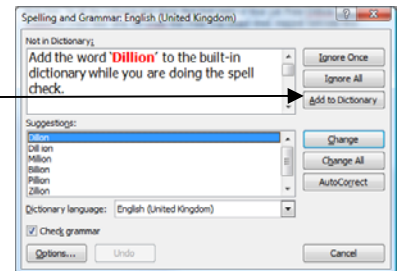 Spelling and Grammar: English (United Kingdom)
Not in Dictionary:
Add the word 'Dillion' to the built-in
dictionary while you are doing the spell
check.
Ignore Once
Ignore All
Add to Dictionary
Suggestions:
Dillon
Dill ion
Million
Billion
Pillion
Zillion
Change
Change All
AutoCorrect
Dictionary language: English (United Kingdom)
Check grammar
Options... Undo Cancel